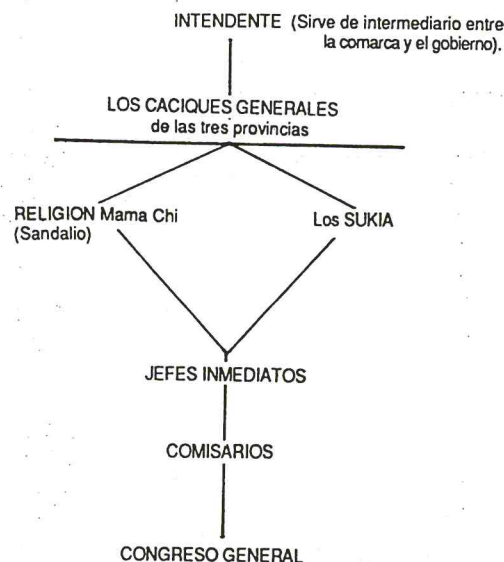 INTENDENTE (Sirve de intermediario entre
la comarca y el gobierno).
LOS CACIQUES GENERALES
de las tres provincias
RELIGION Mama Chi
(Sandalio)
Los SUKIA
JEFES INMEDIATOS
COMISARIOS
CONGRESO GENERAL